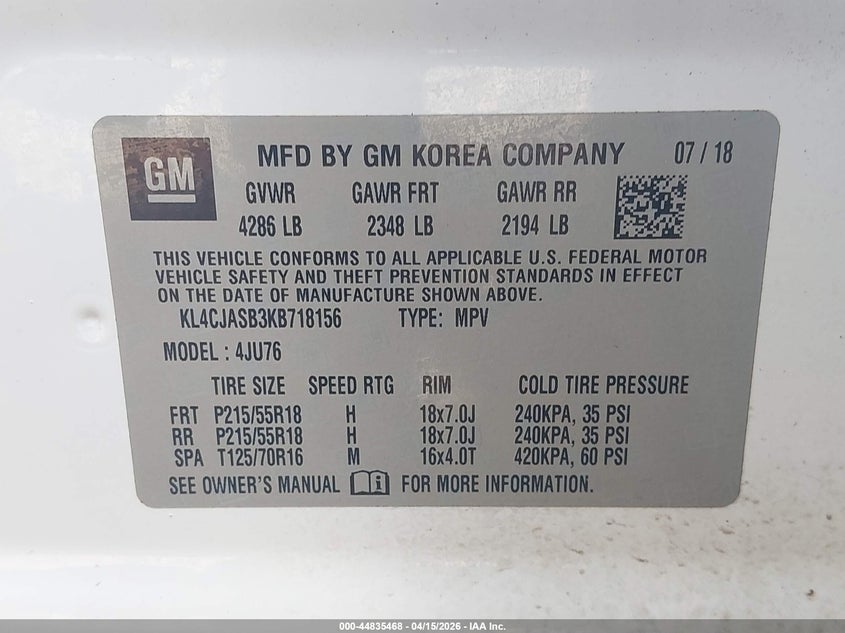 GM MFD BY GM KOREA COMPANY 07 / 18
GVWR GAWR FRT GAWR RR
4286 LB 2348 LB 2194 LB
THIS VEHICLE CONFORMS TO ALL APPLICABLE U.S. FEDERAL MOTOR
VEHICLE SAFETY AND THEFT PREVENTION STANDARDS IN EFFECT
ON THE DATE OF MANUFACTURE SHOWN ABOVE.
KL4CJASB3KB718156 TYPE: MPV
MODEL : 4JU76
TIRE SIZE SPEED RTG RIM COLD TIRE PRESSURE
FRT P215/55R18 H 18x7.0J 240KPA, 35 PSI
RR P215/55R18 H 18x7.0J 240KPA, 35 PSI
SPA T125/70R16 M 16x4.0T 420KPA, 60 PSI
SEE OWNER'S MANUAL FOR MORE INFORMATION.
000-44835468 - 04/15/2026 - IAA Inc.